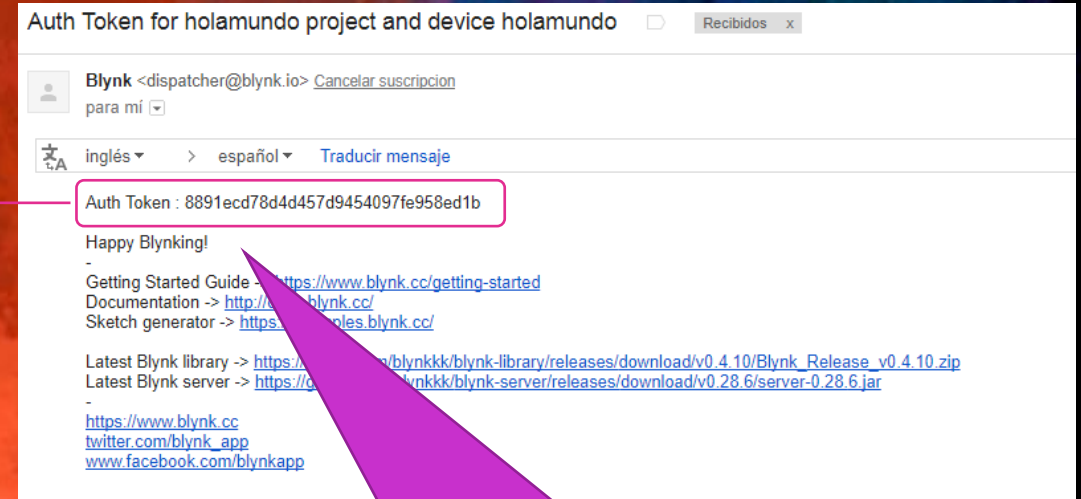 Auth Token for holamundo project and device holamundo Recibidos x
Blynk <dispatcher@blynk.io> Cancelar suscripcion
para mí
inglés > español Traducir mensaje
Auth Token : 8891ecd78d4d457d9454097fe958ed1b
Happy Blynking!
-
Getting Started Guide - ttps://www.blynk.cc/getting-started
Documentation -> http:// blynk.cc/
Sketch generator -> https: ples.blynk.cc/
Latest Blynk library -> https:/ m/blynkkk/blynk-library/releases/download/v0.4.10/Blynk_Release_v0.4.10.zip
Latest Blynk server -> https://g ynkkk/blynk-server/releases/download/v0.28.6/server-0.28.6.jar
-
https://www.blynk.cc
twitter.com/blynk_app
www.facebook.com/blynkapp